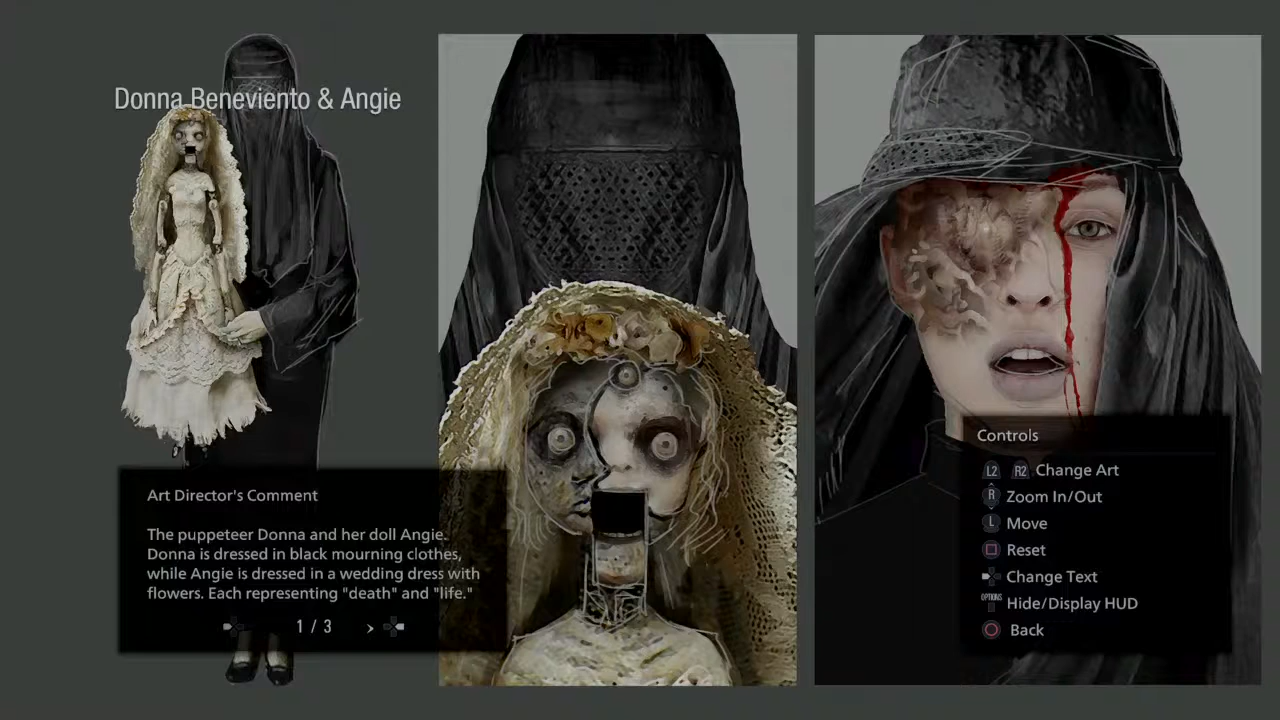 Donna Beneviento & Angie
Art Director's Comment
The puppeteer Donna and her doll Angie.
Donna is dressed in black mourning clothes,
while Angie is dressed in a wedding dress with
flowers. Each representing "death" and "life."
1 / 3
Controls
L2 R2 Change Art
R Zoom In/Out
L Move
Reset
Change Text
OPTIONS Hide/Display HUD
Back